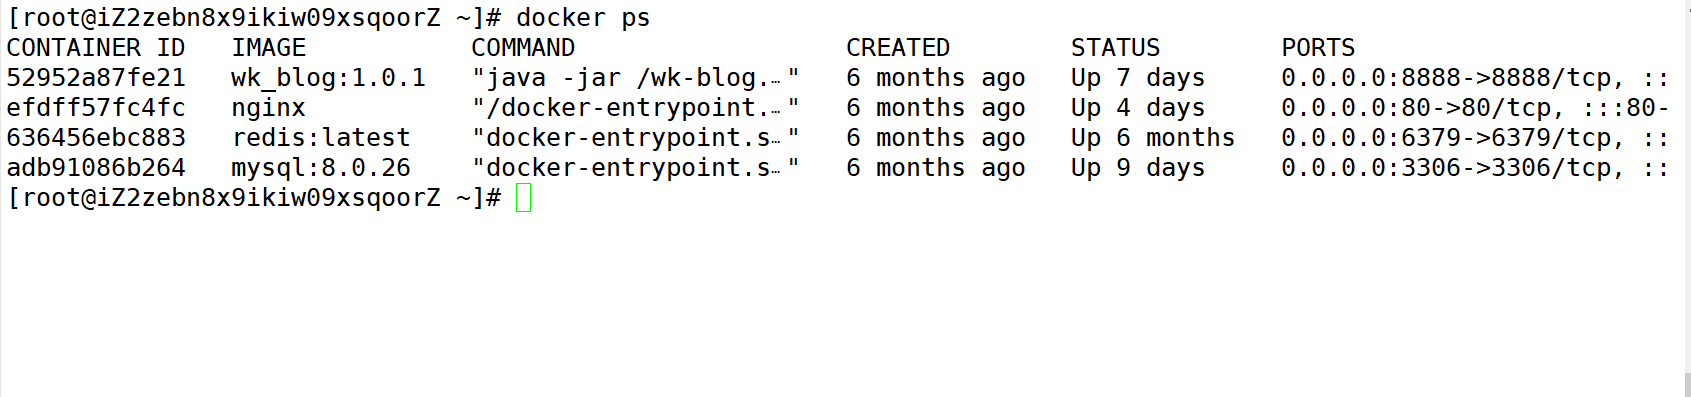 [root@iZ2zebn8x9ikiw09xsqoorZ ~]# docker ps
CONTAINER ID   IMAGE           COMMAND                  CREATED        STATUS        PORTS
52952a87fe21   wk_blog:1.0.1   "java -jar /wk-blog.…"   6 months ago   Up 7 days     0.0.0.0:8888->8888/tcp, ::
efdff57fc4fc   nginx           "/docker-entrypoint.…"   6 months ago   Up 4 days     0.0.0.0:80->80/tcp, :::80-
636456ebc883   redis:latest    "docker-entrypoint.s…"   6 months ago   Up 6 months   0.0.0.0:6379->6379/tcp, ::
adb91086b264   mysql:8.0.26    "docker-entrypoint.s…"   6 months ago   Up 9 days     0.0.0.0:3306->3306/tcp, ::
[root@iZ2zebn8x9ikiw09xsqoorZ ~]#